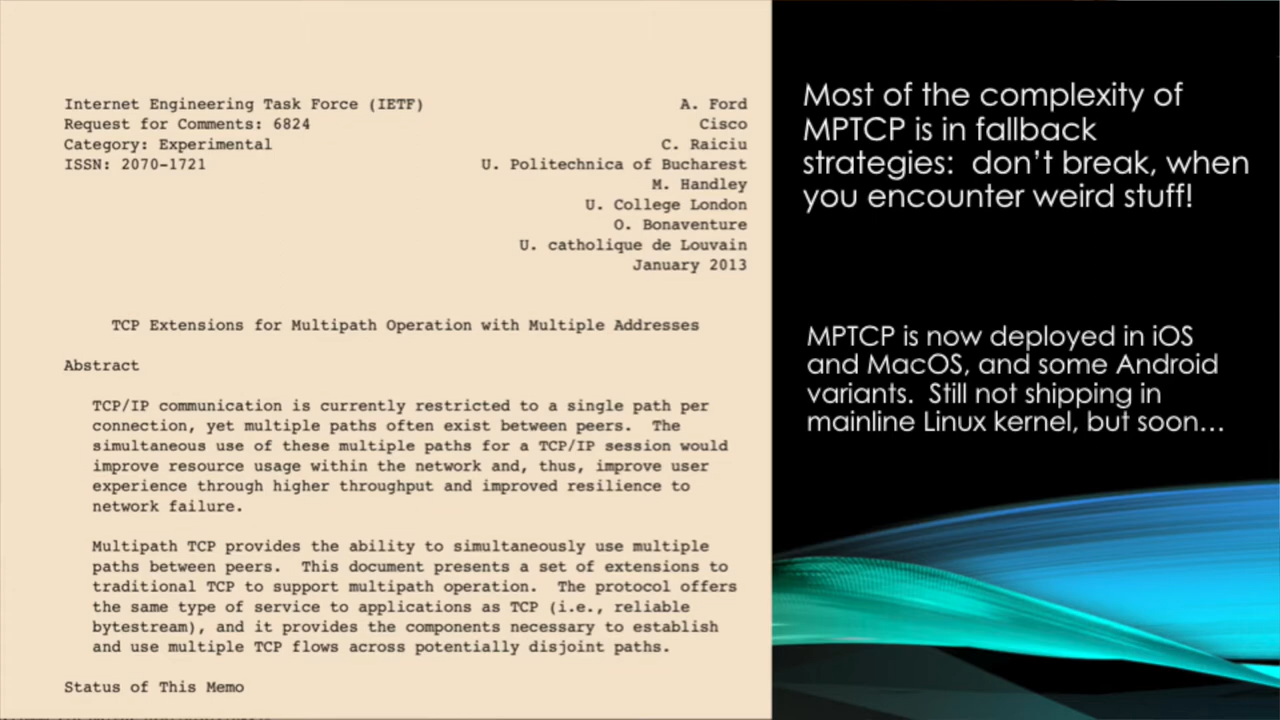 Internet Engineering Task Force (IETF) A. Ford
Request for Comments: 6824 Cisco
Category: Experimental C. Raiciu
ISSN: 2070-1721 U. Politechnica of Bucharest
M. Handley
U. College London
O. Bonaventure
U. catholique de Louvain
January 2013
TCP Extensions for Multipath Operation with Multiple Addresses
Abstract
TCP/IP communication is currently restricted to a single path per
connection, yet multiple paths often exist between peers. The
simultaneous use of these multiple paths for a TCP/IP session would
improve resource usage within the network and, thus, improve user
experience through higher throughput and improved resilience to
network failure.
Multipath TCP provides the ability to simultaneously use multiple
paths between peers. This document presents a set of extensions to
traditional TCP to support multipath operation. The protocol offers
the same type of service to applications as TCP (i.e., reliable
bytestream), and it provides the components necessary to establish
and use multiple TCP flows across potentially disjoint paths.
Status of This Memo
Most of the complexity of
MPTCP is in fallback
strategies: don't break, when
you encounter weird stuff!
MPTCP is now deployed in iOS
and MacOS, and some Android
variants. Still not shipping in
mainline Linux kernel, but soon…